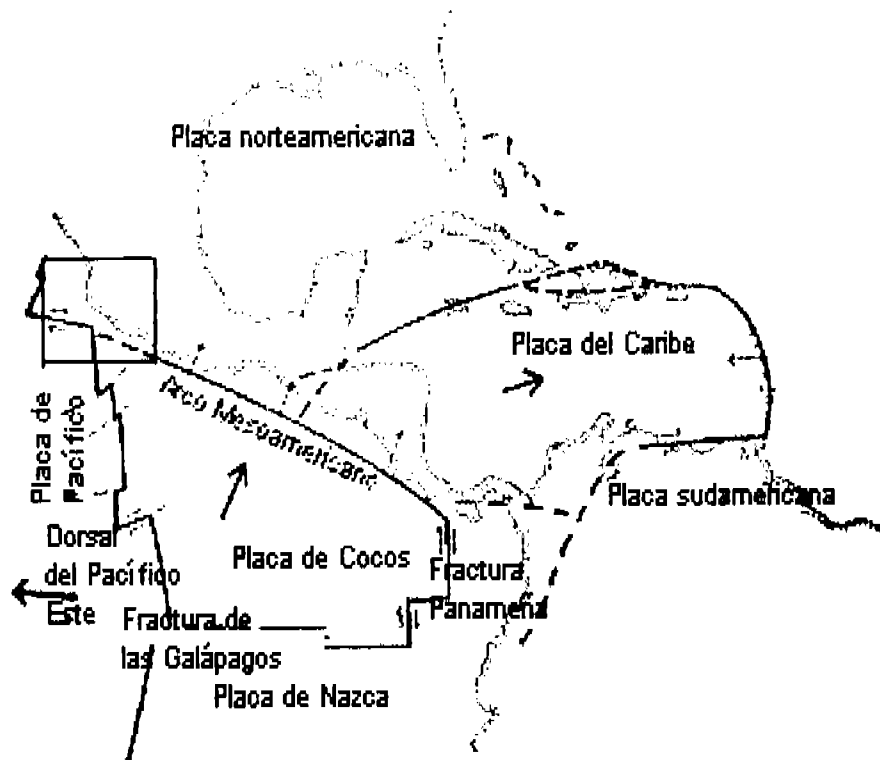 Placa norteamericana
Placa del Caribe
Arco Mesoamericano
Placa de
Pacífico
Placa sudamericana
Dorsal
del Pacífico
Este
Placa de Cocos
Fractura
Panameña
Fractura de
las Galápagos
Placa de Nazca